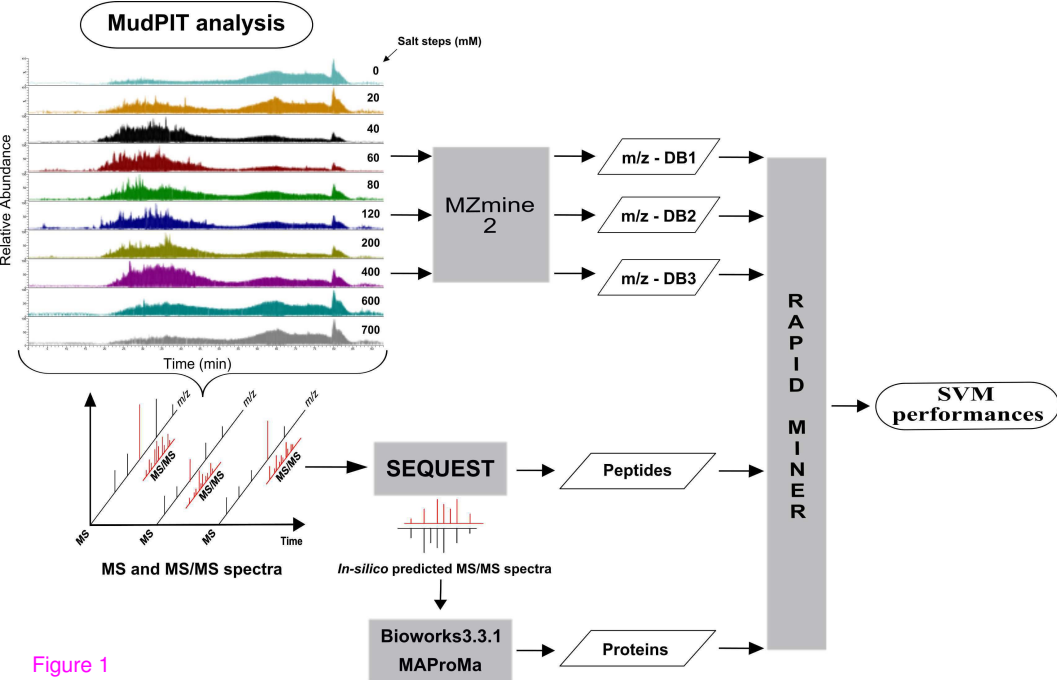 MudPIT analysis
Salt steps (mM)
0
20
40
60
80
120
200
400
600
700
Relative Abundance
Time (min)
MZmine
2
m/z - DB1
m/z - DB2
m/z - DB3
RAPID MINER
SVM
performances
m/z
m/z
m/z
MS/MS
MS/MS
MS/MS
MS
MS
MS
Time
MS and MS/MS spectra
SEQUEST
Peptides
In-silico predicted MS/MS spectra
Bioworks3.3.1
MAProMa
Proteins
Figure 1